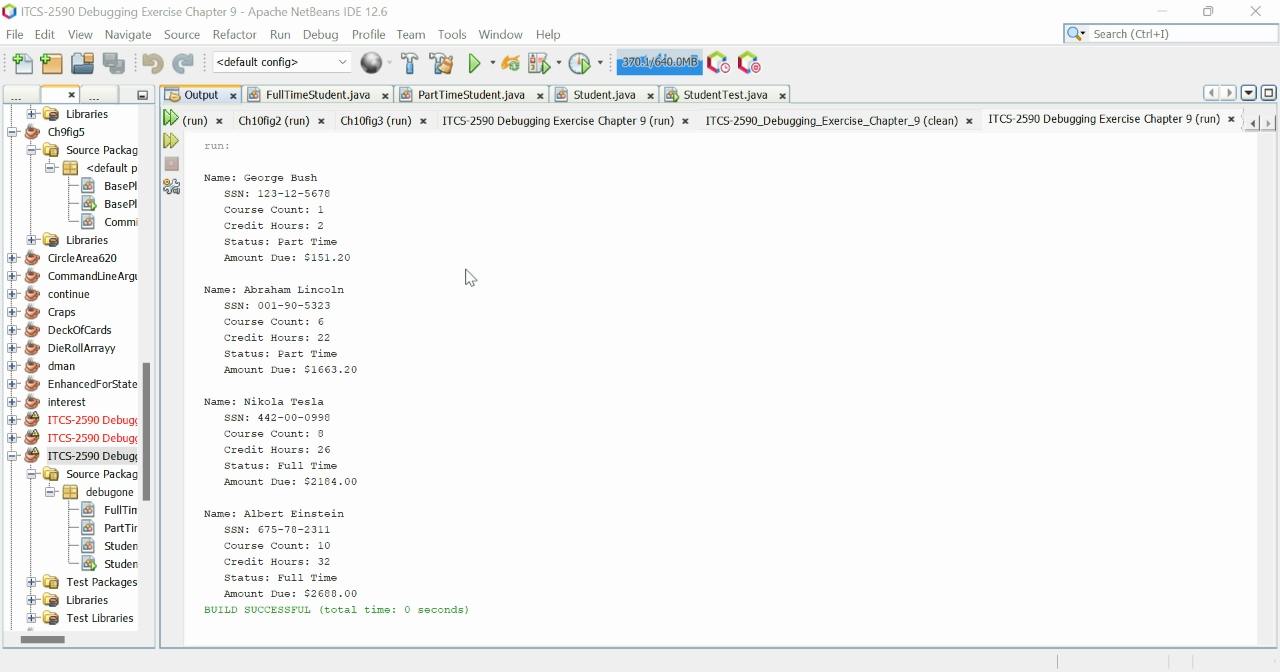 ITCS-2590 Debugging Exercise Chapter 9 - Apache NetBeans IDE 12.6
File Edit View Navigate Source Refactor Run Debug Profile Team Tools Window Help
Search (Ctrl+I)
<default config>
370.1/640.0MB
... ... Output FullTimeStudent.java PartTimeStudent.java Student.java StudentTest.java
(run) Ch10fig2 (run) Ch10fig3 (run) ITCS-2590 Debugging Exercise Chapter 9 (run) ITCS-2590_Debugging_Exercise_Chapter_9 (clean) ITCS-2590 Debugging Exercise Chapter 9 (run)
Libraries
Ch9fig5
Source Packag
<default p
BasePl
BasePl
Commi
Libraries
CircleArea620
CommandLineArgu
continue
Craps
DeckOfCards
DieRollArrayy
dman
EnhancedForState
interest
ITCS-2590 Debugg
ITCS-2590 Debugg
ITCS-2590 Debugg
Source Packag
debugone
FullTim
PartTir
Studen
Studen
Test Packages
Libraries
Test Libraries
run:
Name: George Bush
SSN: 123-12-5678
Course Count: 1
Credit Hours: 2
Status: Part Time
Amount Due: $151.20
Name: Abraham Lincoln
SSN: 001-90-5323
Course Count: 6
Credit Hours: 22
Status: Part Time
Amount Due: $1663.20
Name: Nikola Tesla
SSN: 442-00-0998
Course Count: 8
Credit Hours: 26
Status: Full Time
Amount Due: $2184.00
Name: Albert Einstein
SSN: 675-78-2311
Course Count: 10
Credit Hours: 32
Status: Full Time
Amount Due: $2688.00
BUILD SUCCESSFUL (total time: 0 seconds)